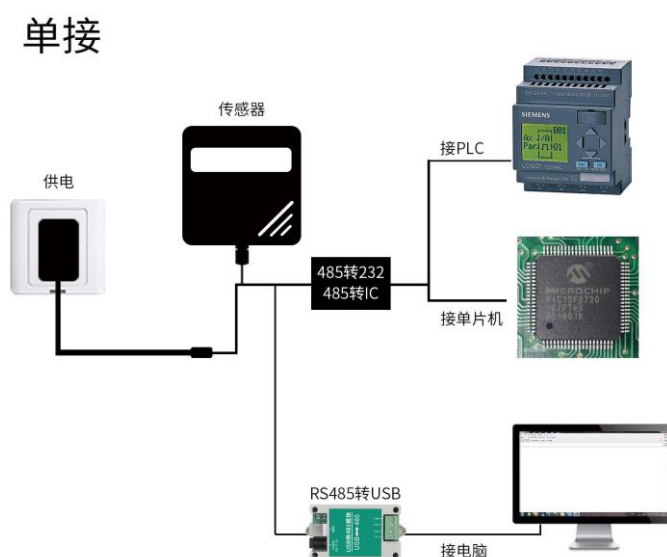 单接
传感器
供电
SIEMENS
接PLC
485转232
485转IC
MICROCHIP
接单片机
RS485转USB
接电脑